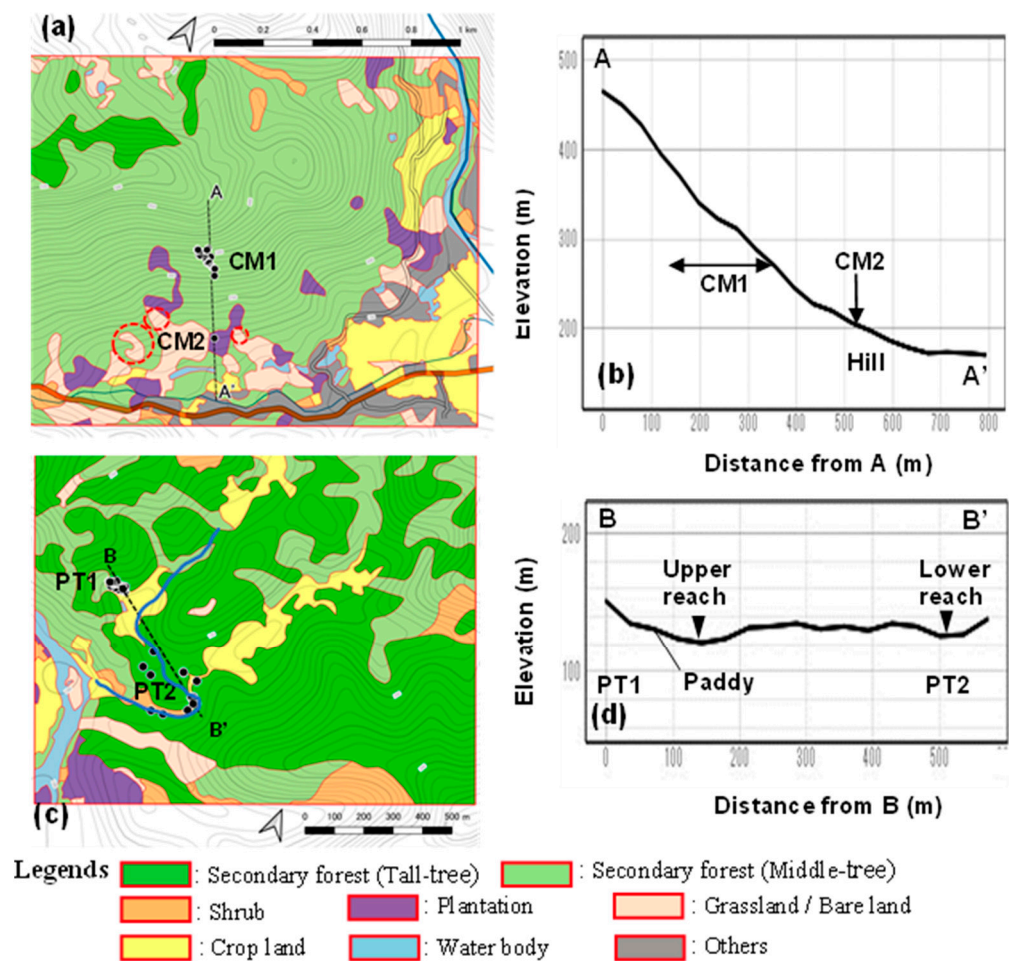 (a)
0 0.2 0.4 0.6 0.8 1 km
A
CM1
CM2
A'
500
400
300
200
A
CM1
CM2
Hill
A'
(b)
Elevation (m)
0 100 200 300 400 500 600 700 800
Distance from A (m)
B
PT1
PT2
B'
(c)
0 100 200 300 400 500 m
200
100
B
B'
Upper
reach
Lower
reach
PT1
Paddy
PT2
(d)
Elevation (m)
0 100 200 300 400 500
Distance from B (m)
Legends : Secondary forest (Tall-tree) : Secondary forest (Middle-tree)
: Shrub : Plantation : Grassland / Bare land
: Crop land : Water body : Others